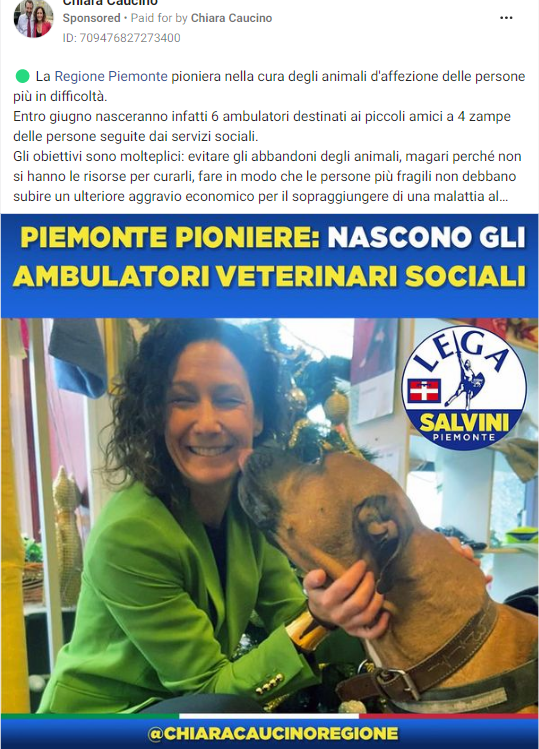 Chiara Caucino
Sponsored • Paid for by Chiara Caucino
ID: 709476827273400
🟢 La Regione Piemonte pioniera nella cura degli animali d'affezione delle persone
più in difficoltà.
Entro giugno nasceranno infatti 6 ambulatori destinati ai piccoli amici a 4 zampe
delle persone seguite dai servizi sociali.
Gli obiettivi sono molteplici: evitare gli abbandoni degli animali, magari perché non
si hanno le risorse per curarli, fare in modo che le persone più fragili non debbano
subire un ulteriore aggravio economico per il sopraggiungere di una malattia al...
PIEMONTE PIONIERE: NASCONO GLI
AMBULATORI VETERINARI SOCIALI
LEGA
SALVINI
PIEMONTE
@CHIARACAUCINOREGIONE